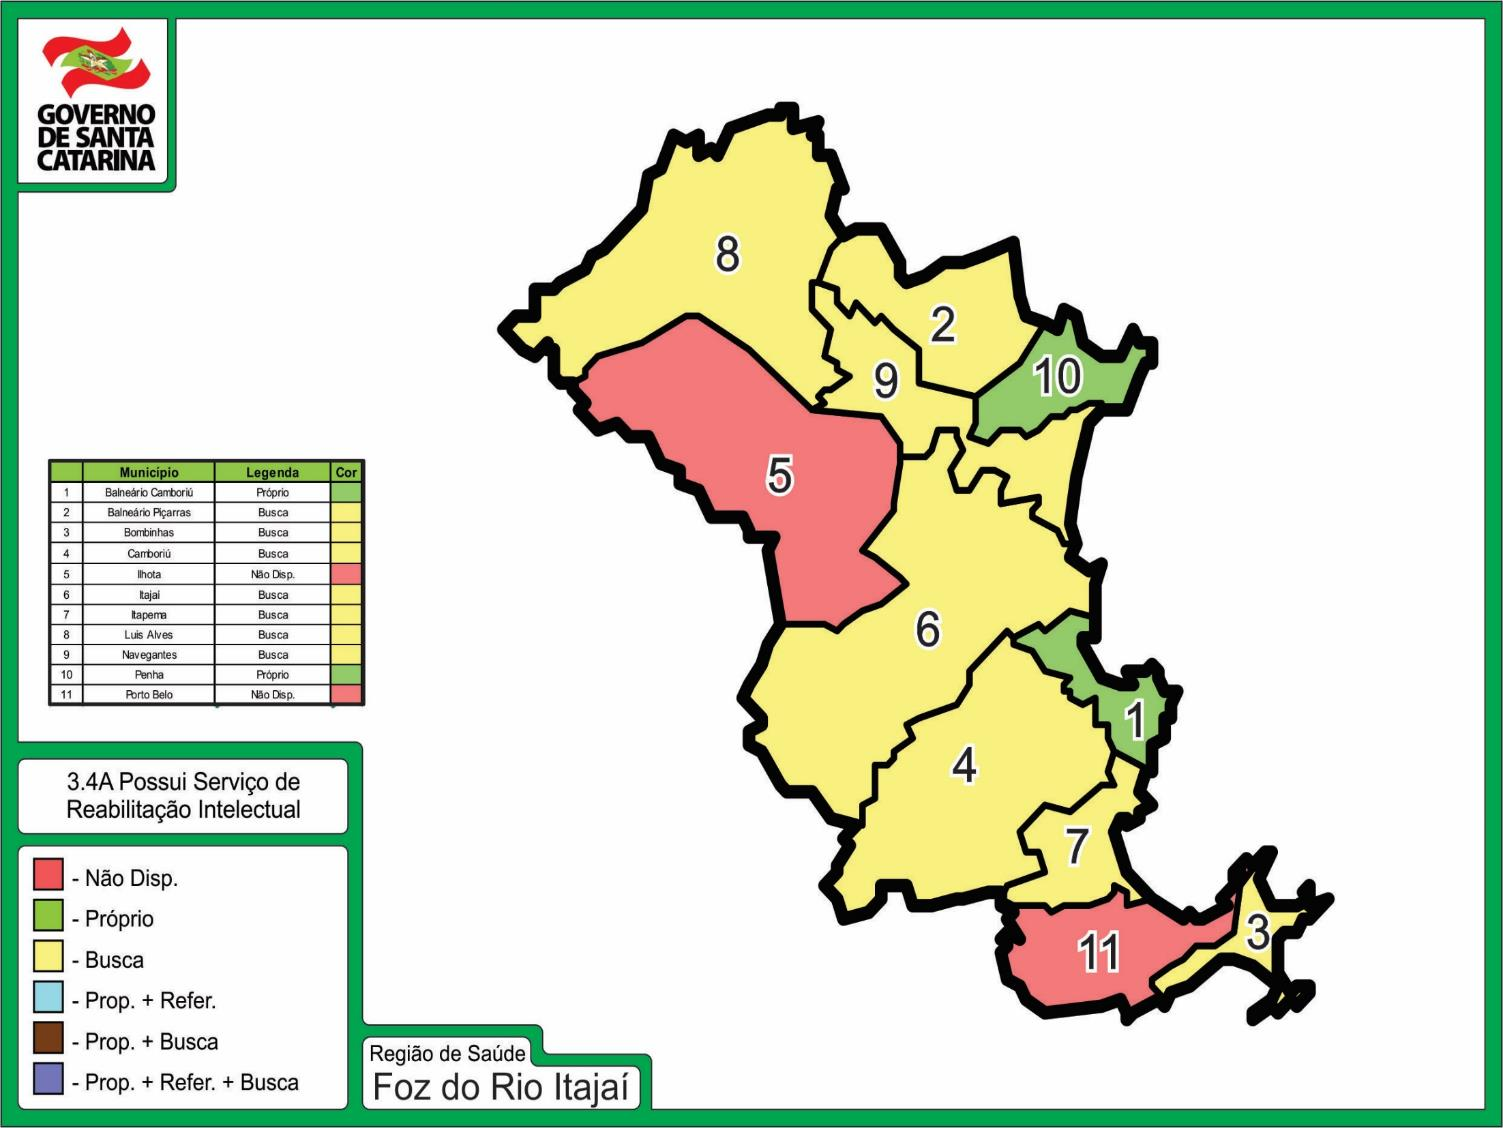 GOVERNO
DE SANTA
CATARINA
Município Legenda Cor
1 Balneário Camboriú Próprio
2 Balneário Piçarras Busca
3 Bombinhas Busca
4 Camboriú Busca
5 Ilhota Não Disp.
6 Itajaí Busca
7 Itapema Busca
8 Luis Alves Busca
9 Navegantes Busca
10 Penha Próprio
11 Porto Belo Não Disp.
8
2
10
9
5
6
1
4
7
3
11
3.4A Possui Serviço de
Reabilitação Intelectual
- Não Disp.
- Próprio
- Busca
- Prop. + Refer.
- Prop. + Busca
- Prop. + Refer. + Busca
Região de Saúde
Foz do Rio Itajaí